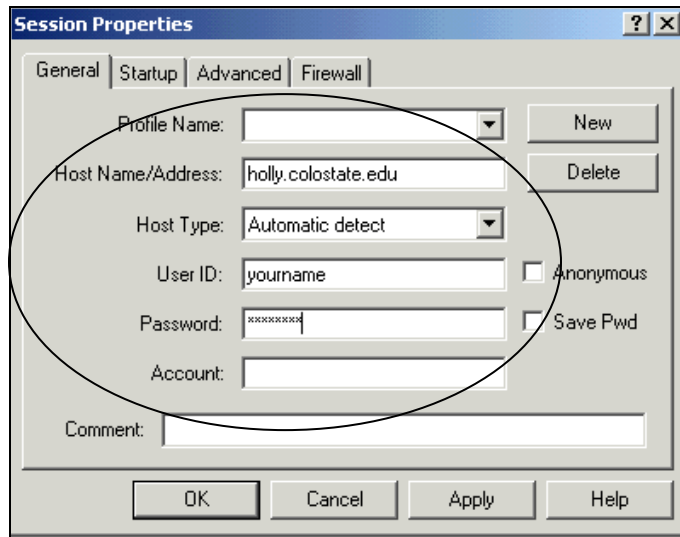 Session Properties
General Startup Advanced Firewall
Profile Name: New
Host Name/Address: holly.colostate.edu Delete
Host Type: Automatic detect
User ID: yourname Anonymous
Password: ******** Save Pwd
Account:
Comment:
OK Cancel Apply Help